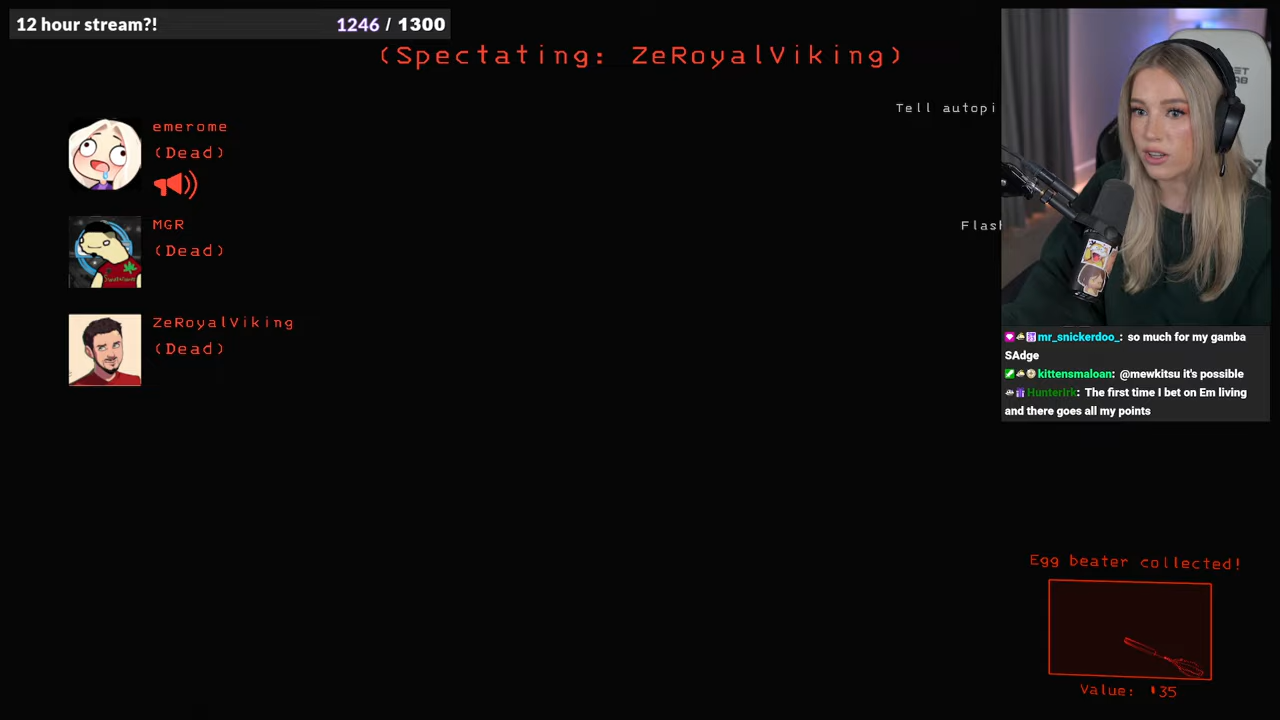 12 hour stream?! 1246 / 1300
(Spectating: ZeRoyalViking)
Tell autopi
emerome
(Dead)
MGR
(Dead)
Flash
ZeRoyalViking
(Dead)
mr_snickerdoo_: so much for my gamba
SAdge
kittensmaloan: @mewkitsu it's possible
HunterIrk: The first time I bet on Em living
and there goes all my points
Egg beater collected!
Value: 35